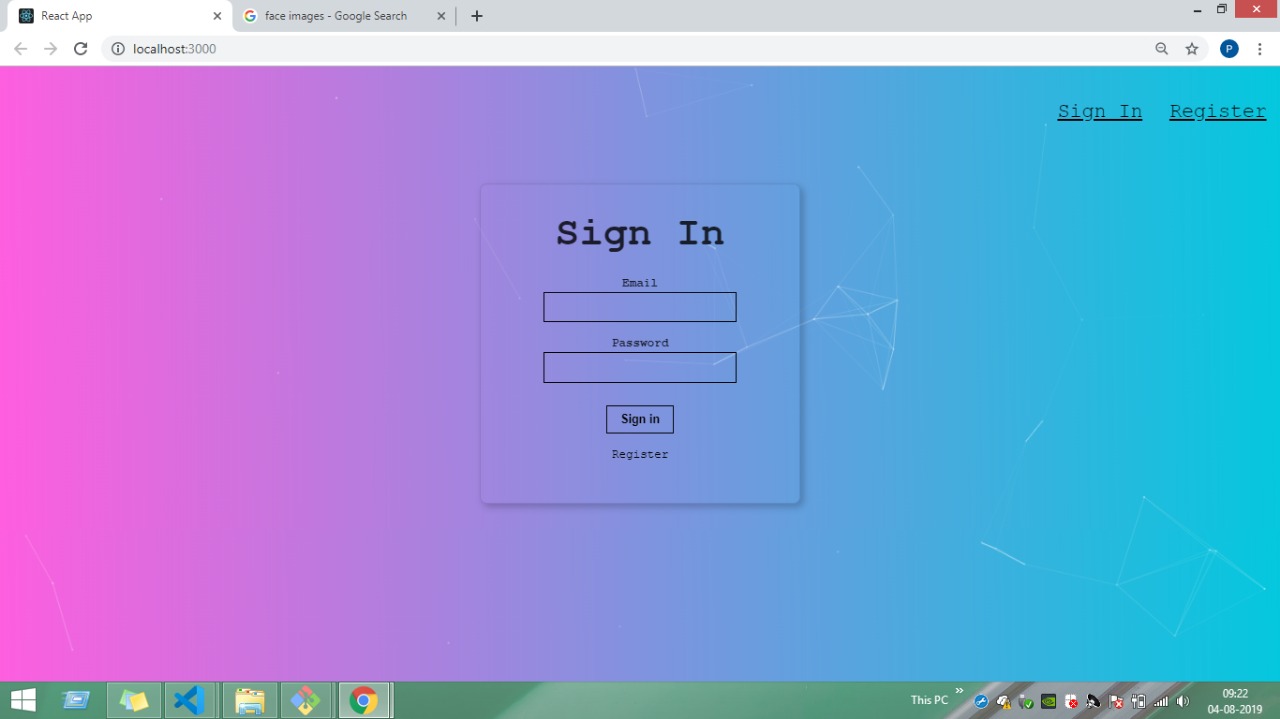 React App
face images - Google Search
localhost:3000
P
Sign In Register
Sign In
Email
Password
Sign in
Register
This PC
09:22
04-08-2019